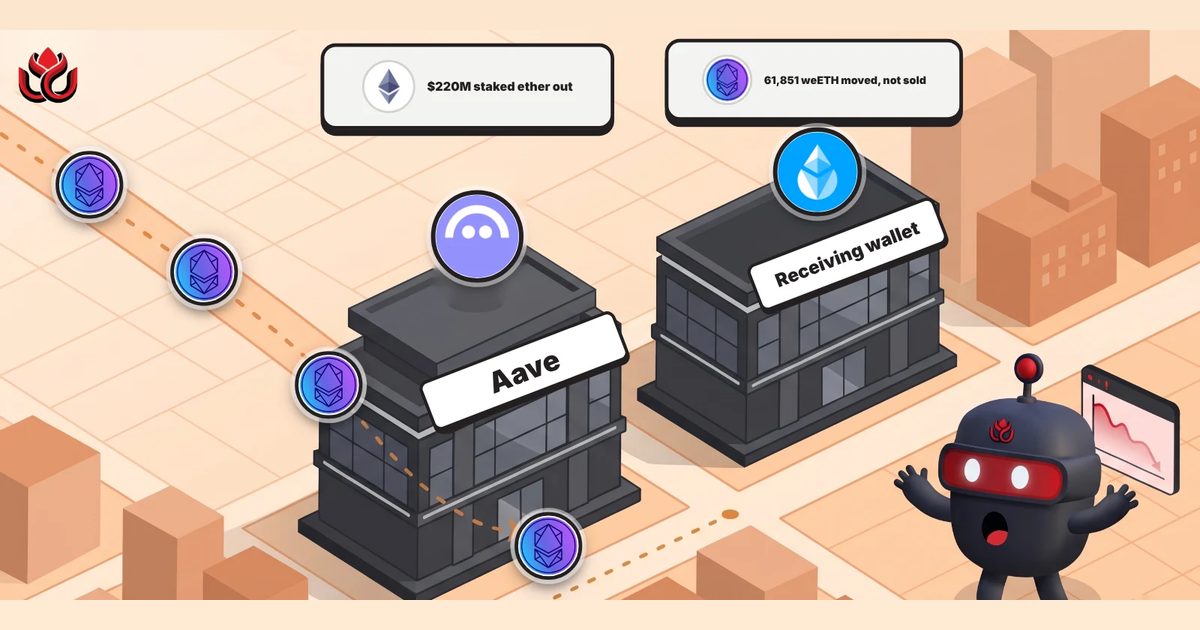 $220M staked ether out
61,851 weETH moved, not sold
Receiving wallet
Aave